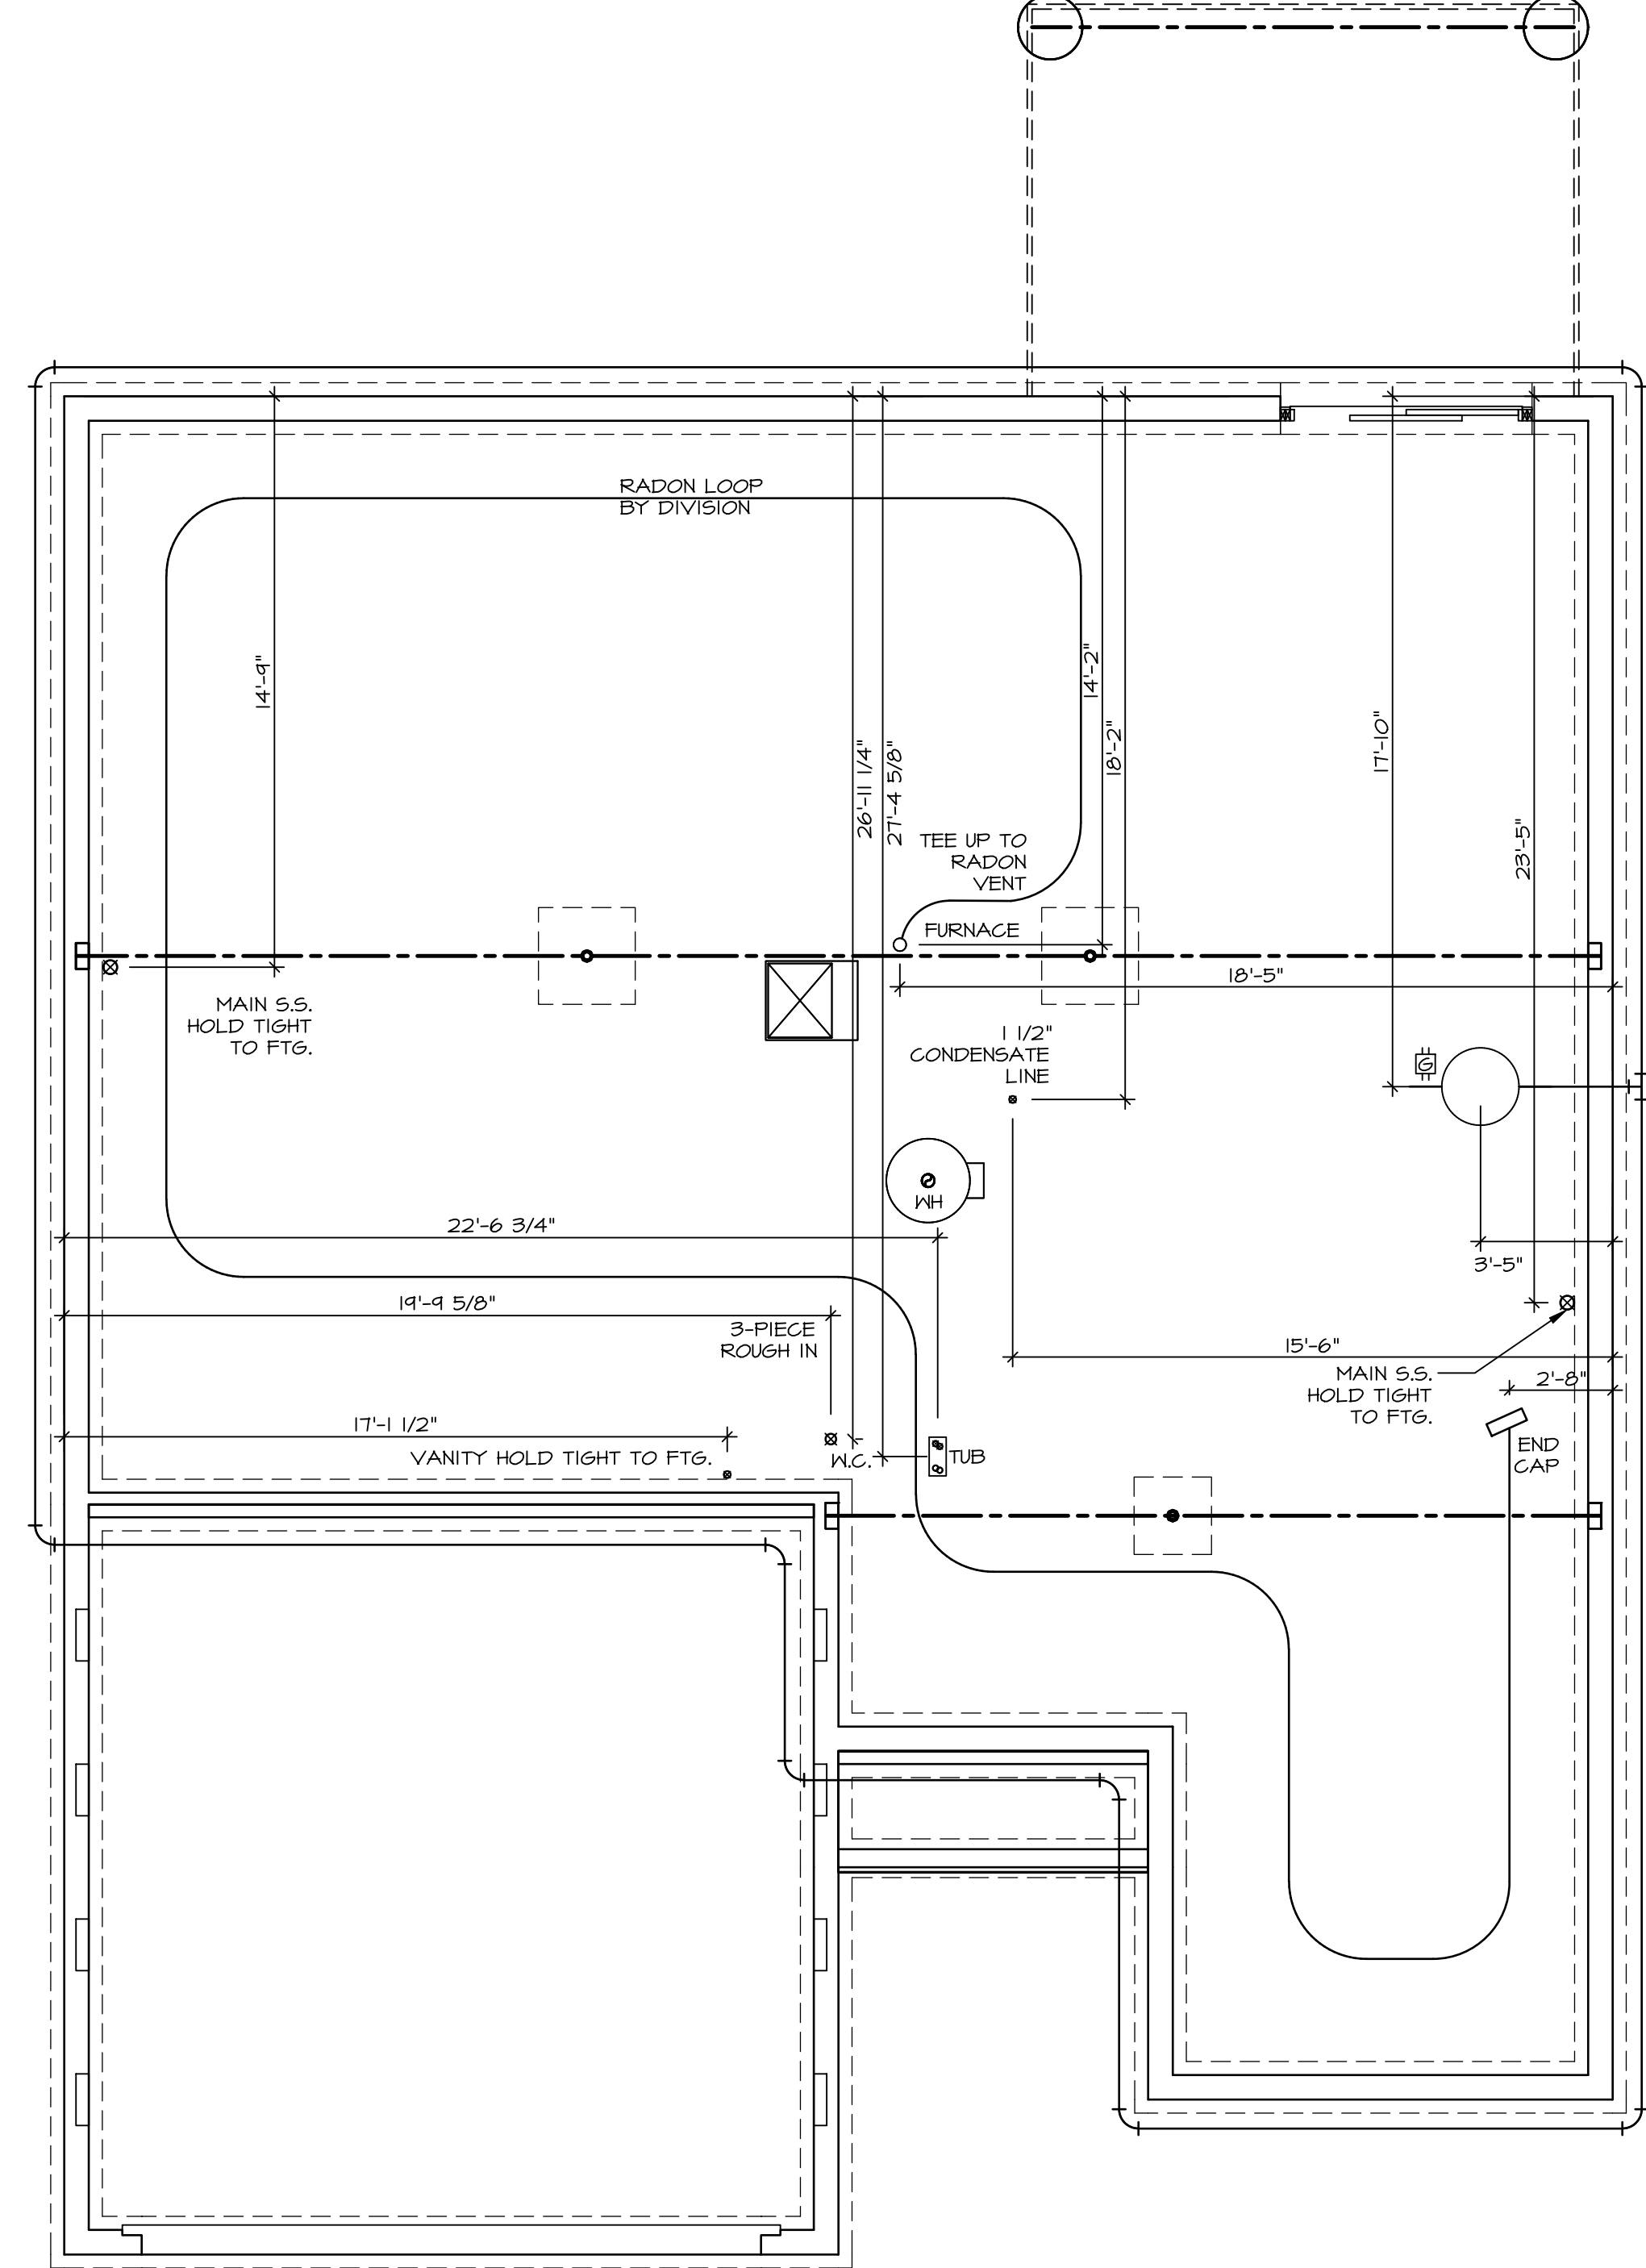 RADON LOOP
BY DIVISION
14'-9"
14'-2"
18'-2"
17'-10"
26'-11 1/4"
27'-4 5/8"
23'-5"
TEE UP TO
RADON
VENT
FURNACE
18'-5"
MAIN S.S.
HOLD TIGHT
TO FTG.
1 1/2"
CONDENSATE
LINE
G
WH
22'-6 3/4"
3'-5"
19'-9 5/8"
3-PIECE
ROUGH IN
15'-6"
MAIN S.S.
HOLD TIGHT
TO FTG.
2'-8"
17'-1 1/2"
VANITY HOLD TIGHT TO FTG.
W.C.
TUB
END
CAP